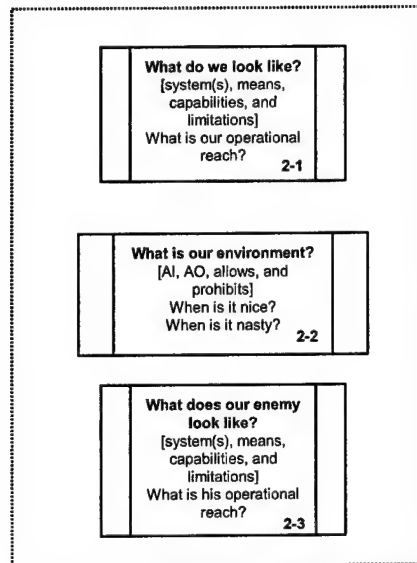 What do we look like?
[system(s), means,
capabilities, and
limitations]
What is our operational
reach?
2-1
What is our environment?
[AI, AO, allows, and
prohibits]
When is it nice?
When is it nasty?
2-2
What does our enemy
look like?
[system(s), means,
capabilities, and
limitations]
What is his operational
reach?
2-3